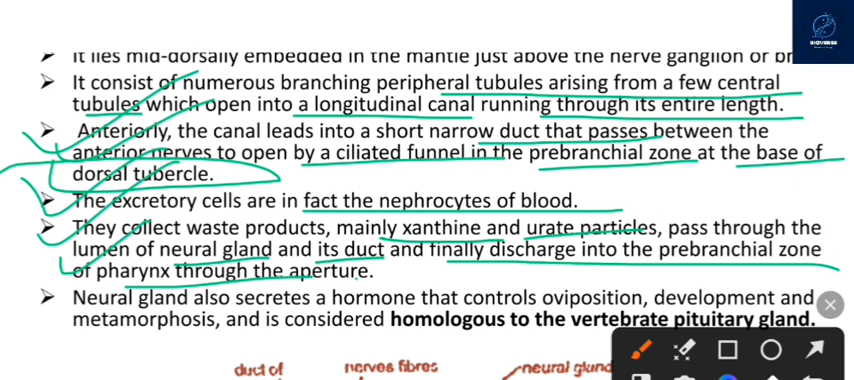 BIOVERSE
It lies mid-dorsally embedded in the mantle just above the nerve ganglion or
It consist of numerous branching peripheral tubules arising from a few central
tubules which open into a longitudinal canal running through its entire length.
Anteriorly, the canal leads into a short narrow duct that passes between the
anterior nerves to open by a ciliated funnel in the prebranchial zone at the base of
dorsal tubercle.
The excretory cells are in fact the nephrocytes of blood.
They collect waste products, mainly xanthine and urate particles, pass through the
lumen of neural gland and its duct and finally discharge into the prebranchial zone
of pharynx through the aperture.
Neural gland also secretes a hormone that controls oviposition, development and
metamorphosis, and is considered homologous to the vertebrate pituitary gland.
duct of nerves fibres neural gland